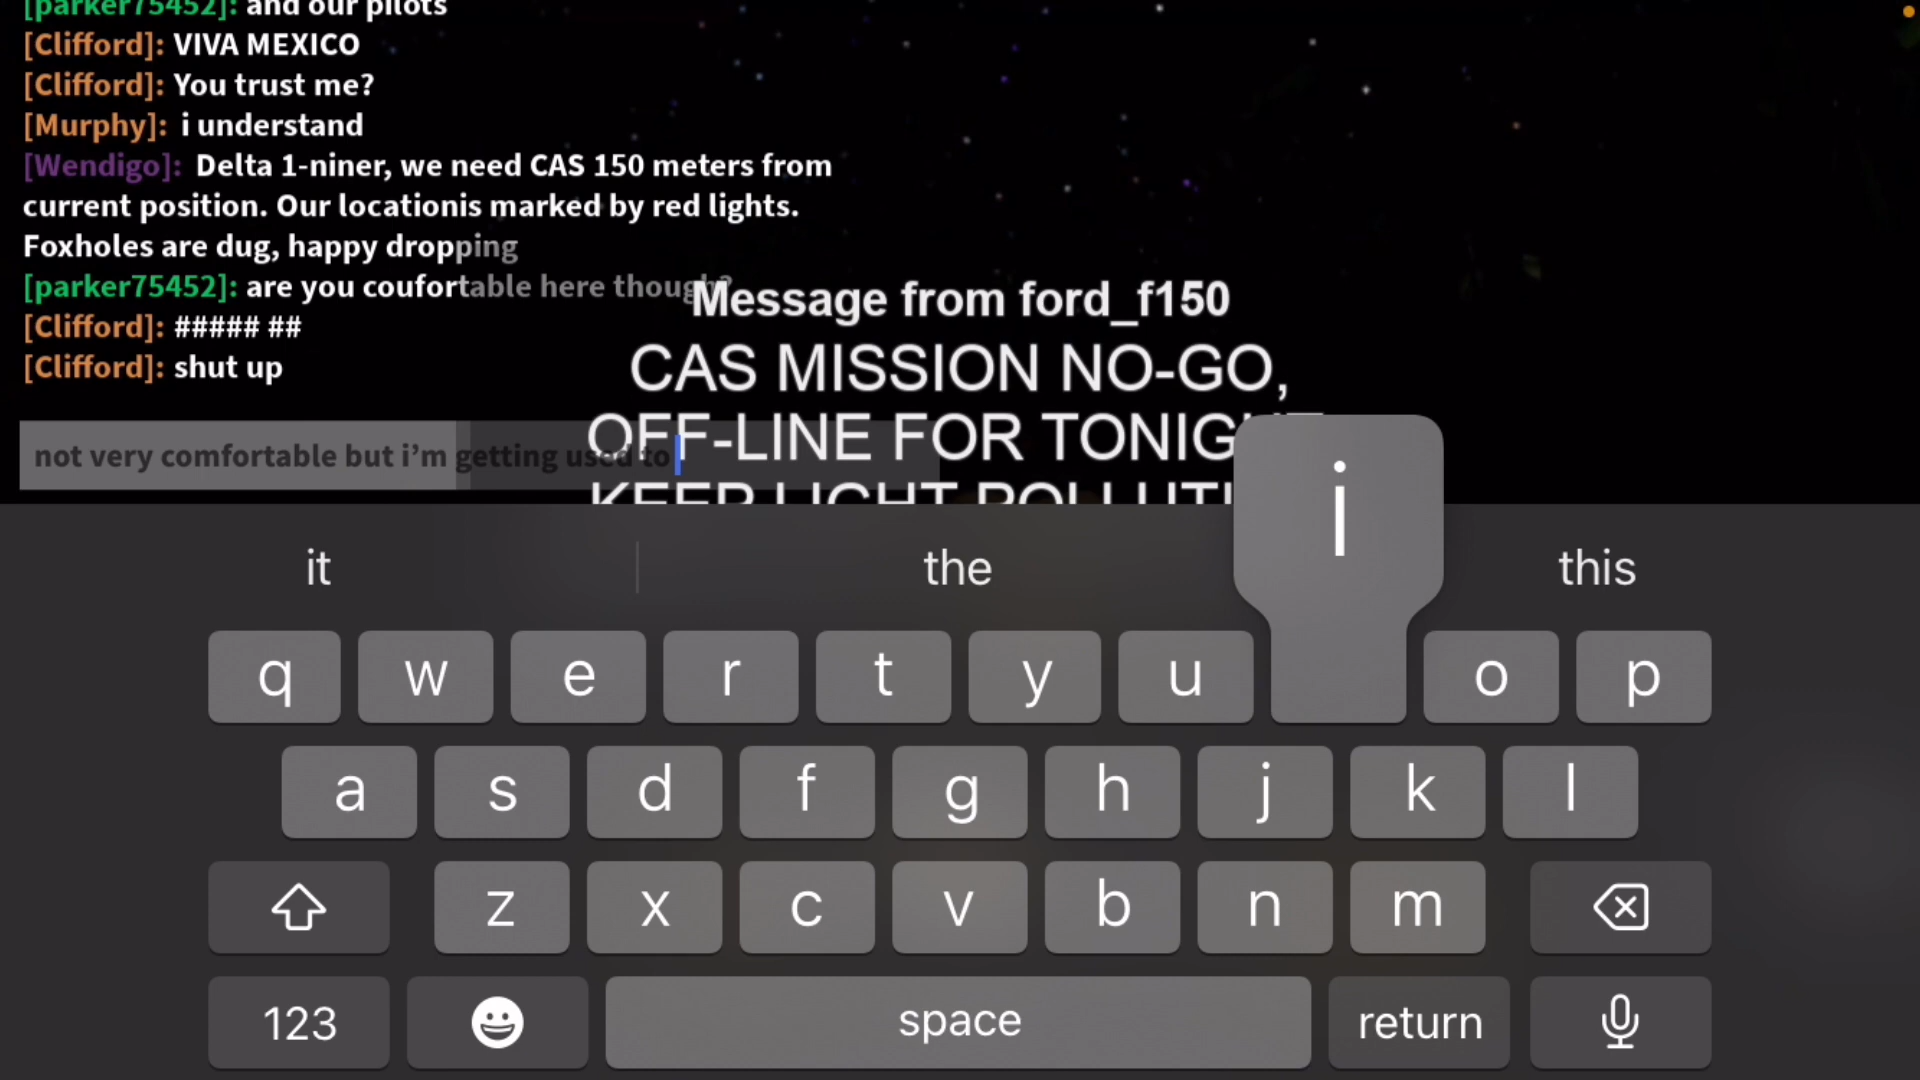 [parker75452]: and our pilots
[Clifford]: VIVA MEXICO
[Clifford]: You trust me?
[Murphy]: i understand
[Wendigo]: Delta 1-niner, we need CAS 150 meters from
current position. Our locationis marked by red lights.
Foxholes are dug, happy dropping
[parker75452]: are you coufortable here though?
[Clifford]: ##### ##
[Clifford]: shut up
Message from ford_f150
CAS MISSION NO-GO,
OFF-LINE FOR TONIGHT
KEEP LIGHT
not very comfortable but i’m getting used to
i
it the this
q w e r t y u o p
a s d f g h j k l
z x c v b n m
123 space return